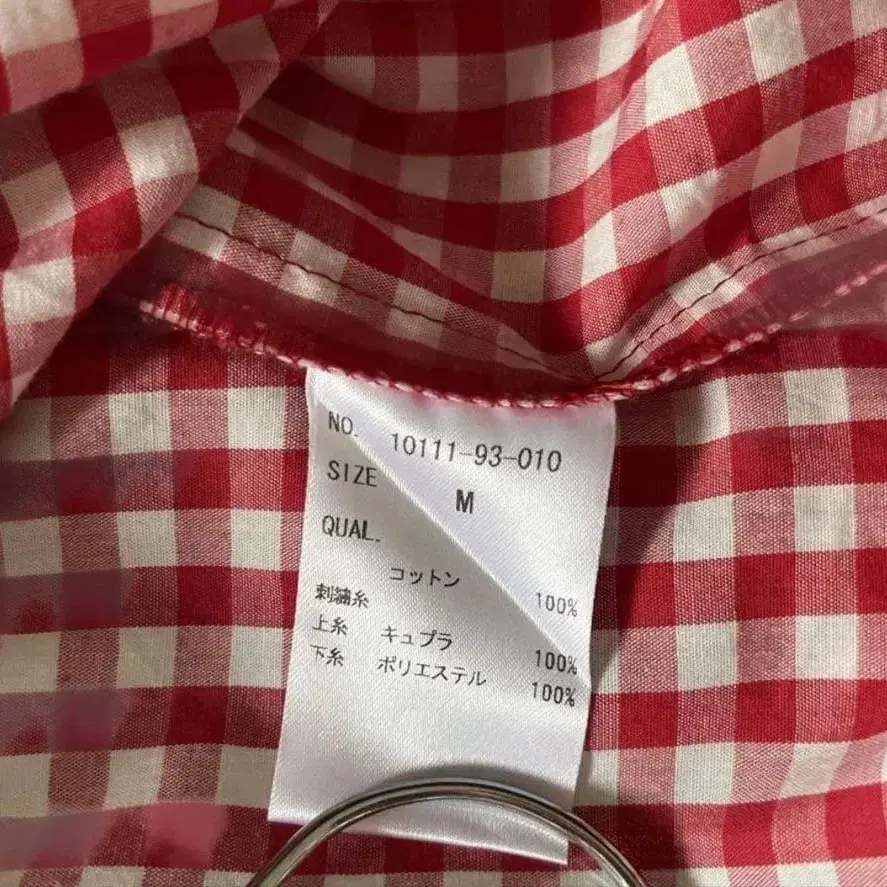 NO. 10111-93-010
SIZE M
QUAL.
コットン 100%
刺繍糸
上糸 キュプラ 100%
下糸 ポリエステル 100%